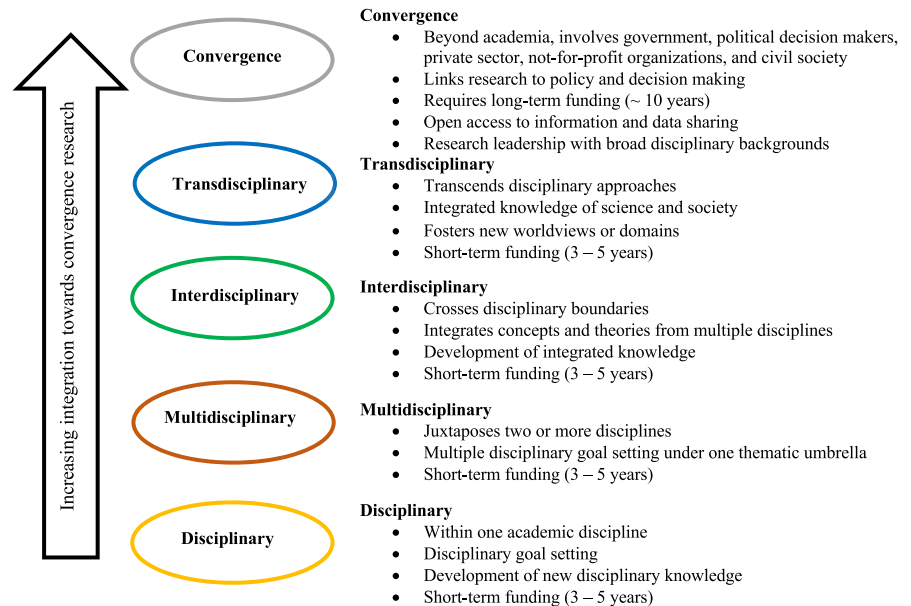 Increasing integration towards convergence research
Convergence
Convergence
• Beyond academia, involves government, political decision makers,
private sector, not-for-profit organizations, and civil society
• Links research to policy and decision making
• Requires long-term funding (~ 10 years)
• Open access to information and data sharing
• Research leadership with broad disciplinary backgrounds
Transdisciplinary
Transdisciplinary
• Transcends disciplinary approaches
• Integrated knowledge of science and society
• Fosters new worldviews or domains
• Short-term funding (3 – 5 years)
Interdisciplinary
Interdisciplinary
• Crosses disciplinary boundaries
• Integrates concepts and theories from multiple disciplines
• Development of integrated knowledge
• Short-term funding (3 – 5 years)
Multidisciplinary
Multidisciplinary
• Juxtaposes two or more disciplines
• Multiple disciplinary goal setting under one thematic umbrella
• Short-term funding (3 – 5 years)
Disciplinary
Disciplinary
• Within one academic discipline
• Disciplinary goal setting
• Development of new disciplinary knowledge
• Short-term funding (3 – 5 years)